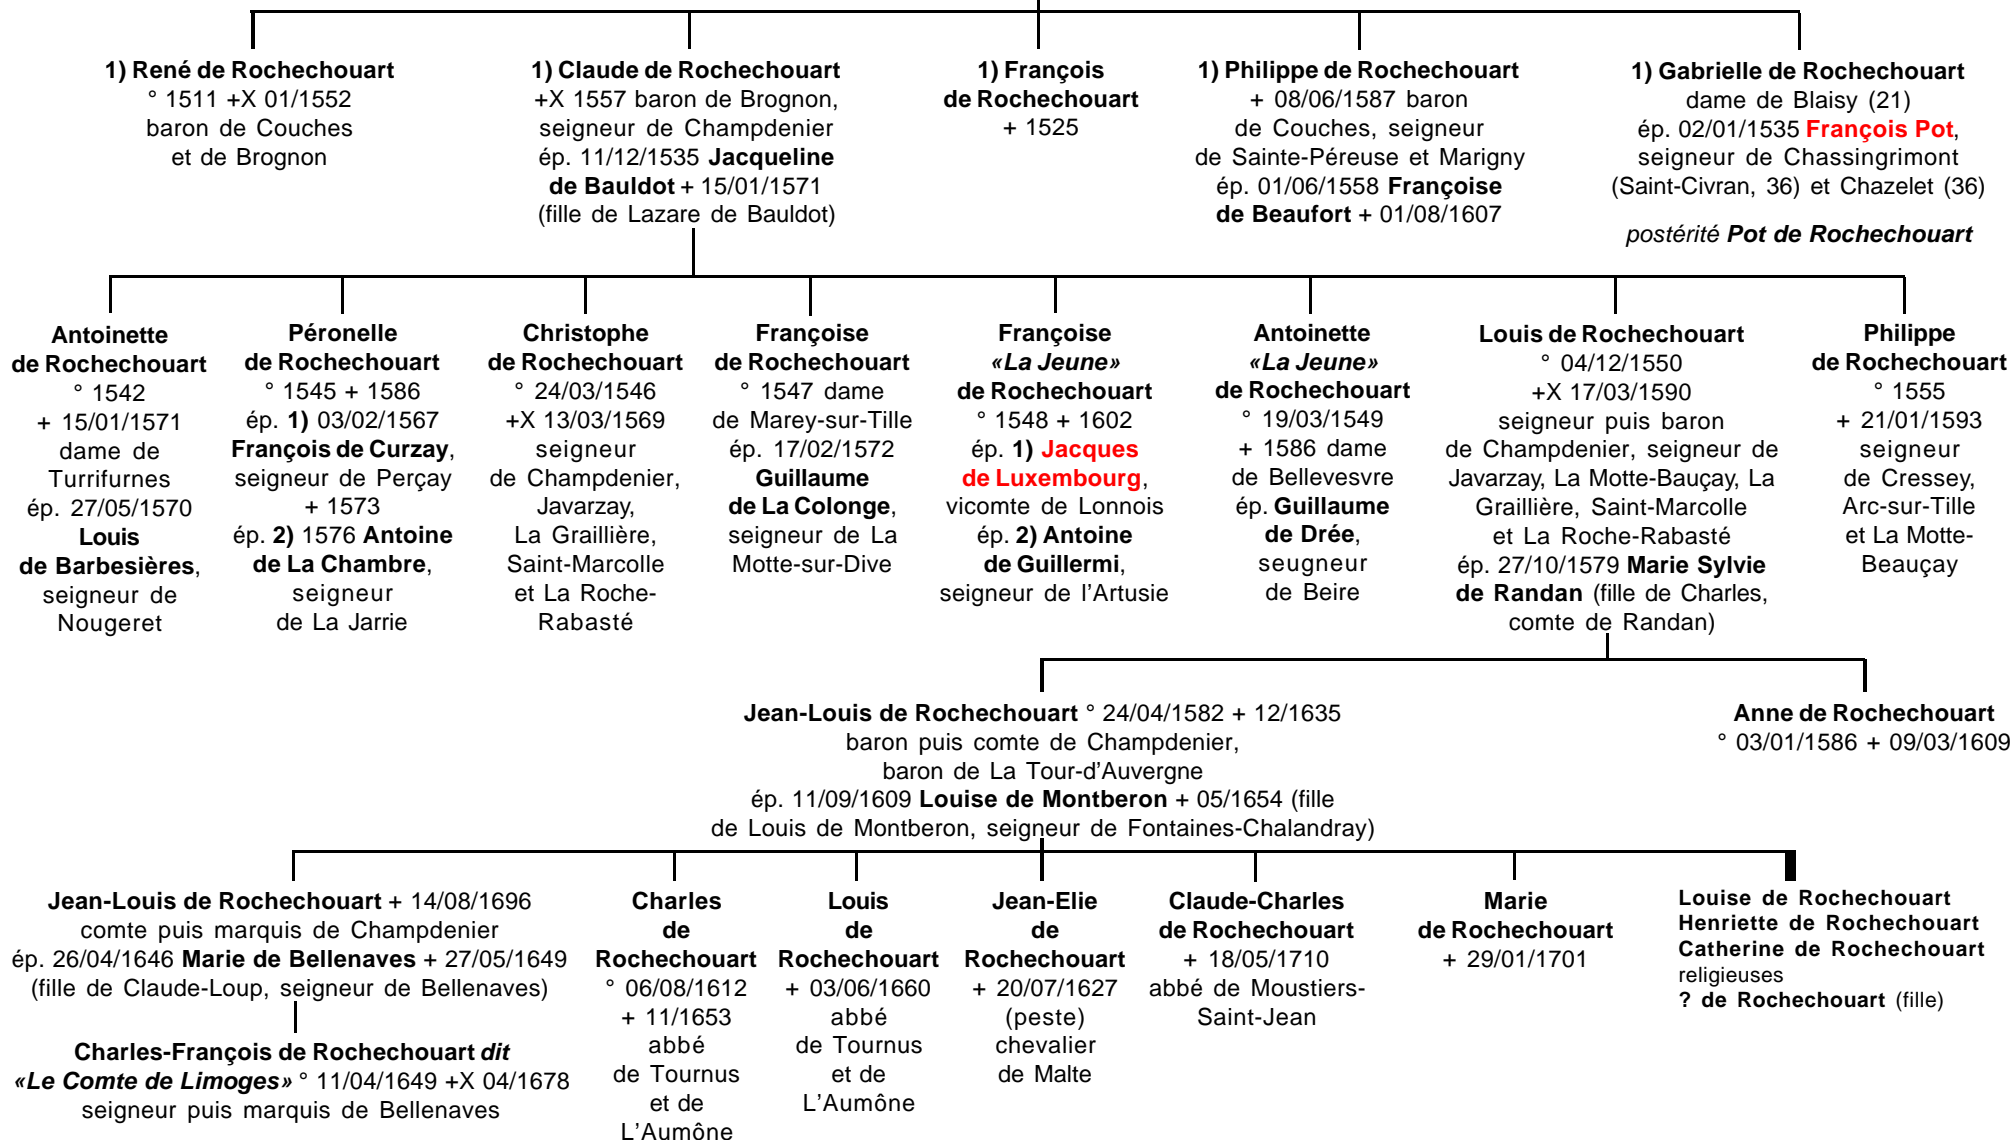 1) René de Rochechouart
° 1511 +X 01/1552
baron de Couches
et de Brognon
1) Claude de Rochechouart
+X 1557 baron de Brognon,
seigneur de Champdenier
ép. 11/12/1535 Jacqueline
de Bauldot + 15/01/1571
(fille de Lazare de Bauldot)
1) François
de Rochechouart
+ 1525
1) Philippe de Rochechouart
+ 08/06/1587 baron
de Couches, seigneur
de Sainte-Péreuse et Marigny
ép. 01/06/1558 Françoise
de Beaufort + 01/08/1607
1) Gabrielle de Rochechouart
dame de Blaisy (21)
ép. 02/01/1535 François Pot,
seigneur de Chassingrimont
(Saint-Civran, 36) et Chazelet (36)
postérité Pot de Rochechouart
Antoinette
de Rochechouart
° 1542
+ 15/01/1571
dame de
Turrifurnes
ép. 27/05/1570
Louis
de Barbesières,
seigneur de
Nougeret
Péronelle
de Rochechouart
° 1545 + 1586
ép. 1) 03/02/1567
François de Curzay,
seigneur de Perçay
+ 1573
ép. 2) 1576 Antoine
de La Chambre,
seigneur
de La Jarrie
Christophe
de Rochechouart
° 24/03/1546
+X 13/03/1569
seigneur
de Champdenier,
Javarzay,
La Graillière,
Saint-Marcolle
et La Roche-
Rabasté
Françoise
de Rochechouart
° 1547 dame
de Marey-sur-Tille
ép. 17/02/1572
Guillaume
de La Colonge,
seigneur de La
Motte-sur-Dive
Françoise
«La Jeune»
de Rochechouart
° 1548 + 1602
ép. 1) Jacques
de Luxembourg,
vicomte de Lonnois
ép. 2) Antoine
de Guillermi,
seigneur de l'Artusie
Antoinette
«La Jeune»
de Rochechouart
° 19/03/1549
+ 1586 dame
de Bellevesvre
ép. Guillaume
de Drée,
seugneur
de Beire
Louis de Rochechouart
° 04/12/1550
+X 17/03/1590
seigneur puis baron
de Champdenier, seigneur de
Javarzay, La Motte-Bauçay, La
Graillière, Saint-Marcolle
et La Roche-Rabasté
ép. 27/10/1579 Marie Sylvie
de Randan (fille de Charles,
comte de Randan)
Philippe
de Rochechouart
° 1555
+ 21/01/1593
seigneur
de Cressey,
Arc-sur-Tille
et La Motte-
Beauçay
Jean-Louis de Rochechouart ° 24/04/1582 + 12/1635
baron puis comte de Champdenier,
baron de La Tour-d'Auvergne
ép. 11/09/1609 Louise de Montberon + 05/1654 (fille
de Louis de Montberon, seigneur de Fontaines-Chalandray)
Anne de Rochechouart
° 03/01/1586 + 09/03/1609
Jean-Louis de Rochechouart + 14/08/1696
comte puis marquis de Champdenier
ép. 26/04/1646 Marie de Bellenaves + 27/05/1649
(fille de Claude-Loup, seigneur de Bellenaves)
Charles-François de Rochechouart dit
«Le Comte de Limoges» ° 11/04/1649 +X 04/1678
seigneur puis marquis de Bellenaves
Charles
de
Rochechouart
° 06/08/1612
+ 11/1653
abbé
de Tournus
et de
L'Aumône
Louis
de
Rochechouart
+ 03/06/1660
abbé
de Tournus
et de
L'Aumône
Jean-Elie
de
Rochechouart
+ 20/07/1627
(peste)
chevalier
de Malte
Claude-Charles
de Rochechouart
+ 18/05/1710
abbé de Moustiers-
Saint-Jean
Marie
de Rochechouart
+ 29/01/1701
Louise de Rochechouart
Henriette de Rochechouart
Catherine de Rochechouart
religieuses
? de Rochechouart (fille)